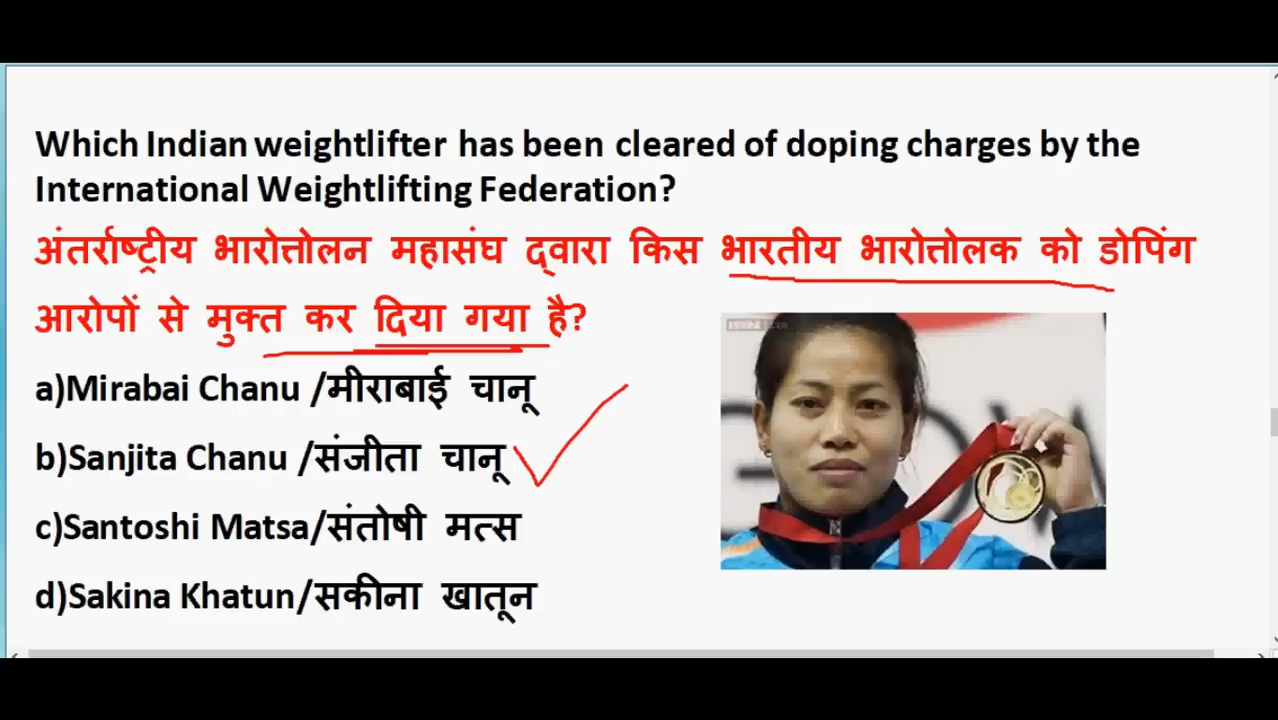 Which Indian weightlifter has been cleared of doping charges by the
International Weightlifting Federation?
अंतर्राष्ट्रीय भारोत्तोलन महासंघ द्वारा किस भारतीय भारोत्तोलक को डोपिंग
आरोपों से मुक्त कर दिया गया है?
a)Mirabai Chanu /मीराबाई चानू
b)Sanjita Chanu /संजीता चानू
c)Santoshi Matsa/संतोषी मत्स
d)Sakina Khatun/सकीना खातून